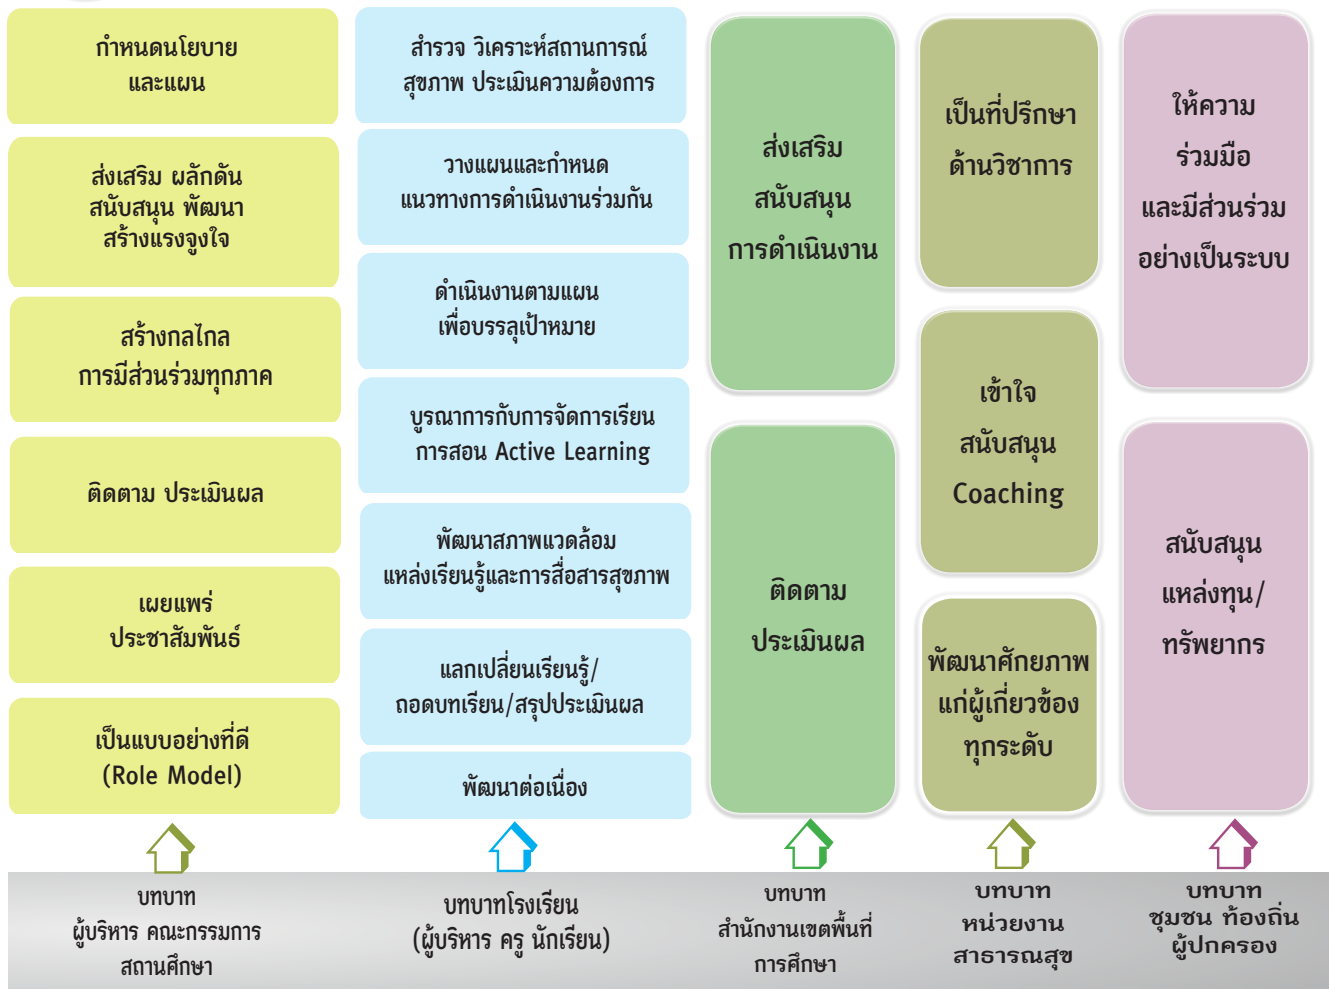 กำหนดนโยบาย
และแผน
ส่งเสริม ผลักดัน
สนับสนุน พัฒนา
สร้างแรงจูงใจ
สร้างกลไกล
การมีส่วนร่วมทุกภาค
ติดตาม ประเมินผล
เผยแพร่
ประชาสัมพันธ์
เป็นแบบอย่างที่ดี
(Role Model)
บทบาท
ผู้บริหาร คณะกรรมการ
สถานศึกษา
สำรวจ วิเคราะห์สถานการณ์
สุขภาพ ประเมินความต้องการ
วางแผนและกำหนด
แนวทางการดำเนินงานร่วมกัน
ดำเนินงานตามแผน
เพื่อบรรลุเป้าหมาย
บูรณาการกับการจัดการเรียน
การสอน Active Learning
พัฒนาสภาพแวดล้อม
แหล่งเรียนรู้และการสื่อสารสุขภาพ
แลกเปลี่ยนเรียนรู้/
ถอดบทเรียน/สรุปประเมินผล
พัฒนาต่อเนื่อง
บทบาทโรงเรียน
(ผู้บริหาร ครู นักเรียน)
ส่งเสริม
สนับสนุน
การดำเนินงาน
ติดตาม
ประเมินผล
บทบาท
สำนักงานเขตพื้นที่
การศึกษา
เป็นที่ปรึกษา
ด้านวิชาการ
เข้าใจ
สนับสนุน
Coaching
พัฒนาศักยภาพ
แก่ผู้เกี่ยวข้อง
ทุกระดับ
บทบาท
หน่วยงาน
สาธารณสุข
ให้ความ
ร่วมมือ
และมีส่วนร่วม
อย่างเป็นระบบ
สนับสนุน
แหล่งทุน/
ทรัพยากร
บทบาท
ชุมชน ท้องถิ่น
ผู้ปกครอง